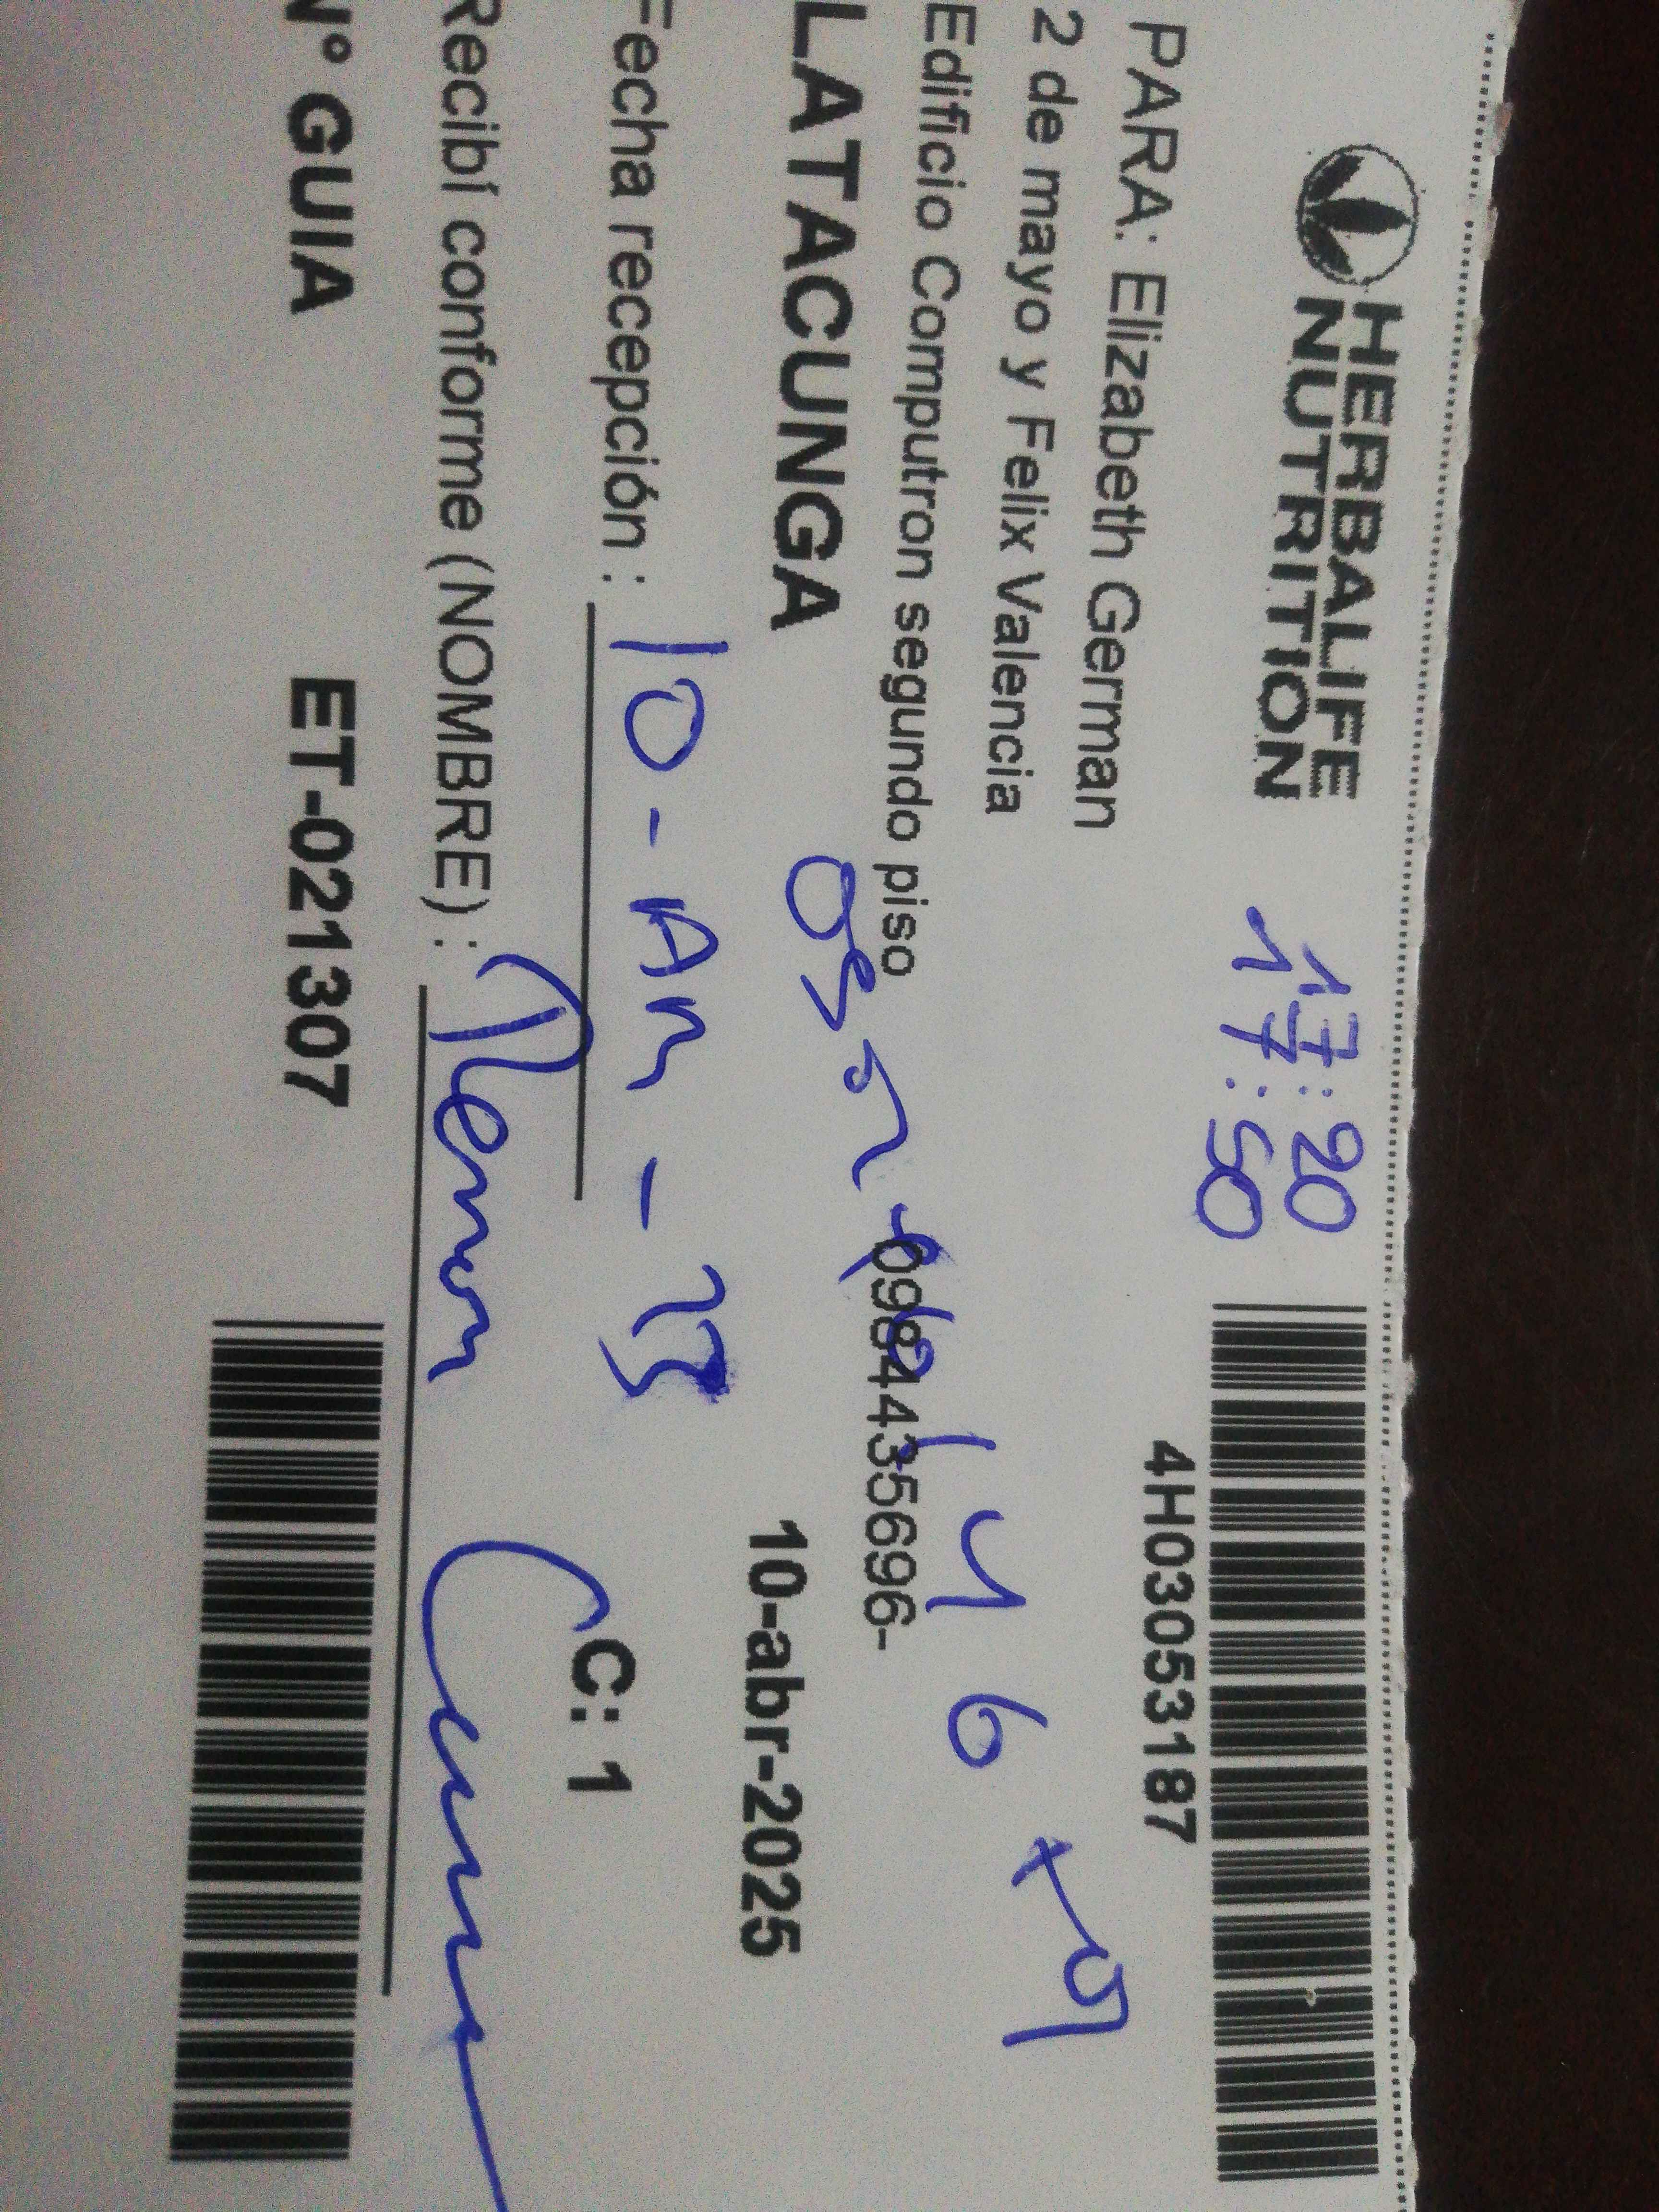 HERBALIFE
NUTRITION
17:20
17:50
4H03053187
PARA: Elizabeth German
2 de mayo y Felix Valencia
Edificio Computron segundo piso
0984435696-
LATACUNGA
10-abr-2025
Fecha recepción :
10-Abr-25
C: 1
Recibí conforme (NOMBRE) :
N° GUIA
ET-021307